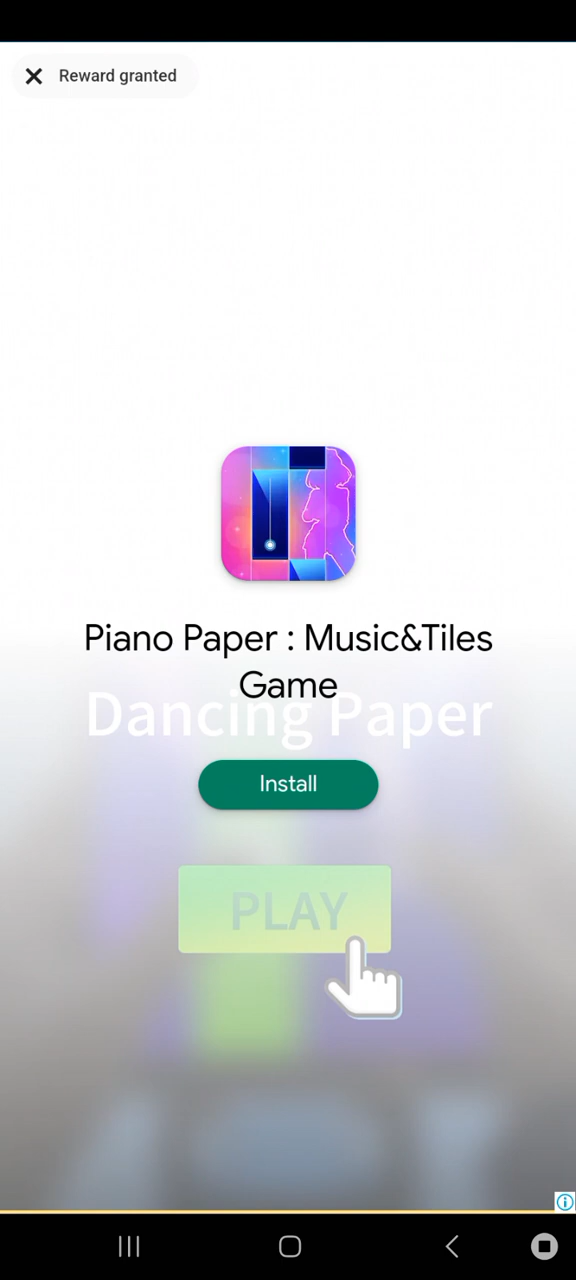 Reward granted
Piano Paper : Music&Tiles
Game
Dancing Paper
Install
PLAY